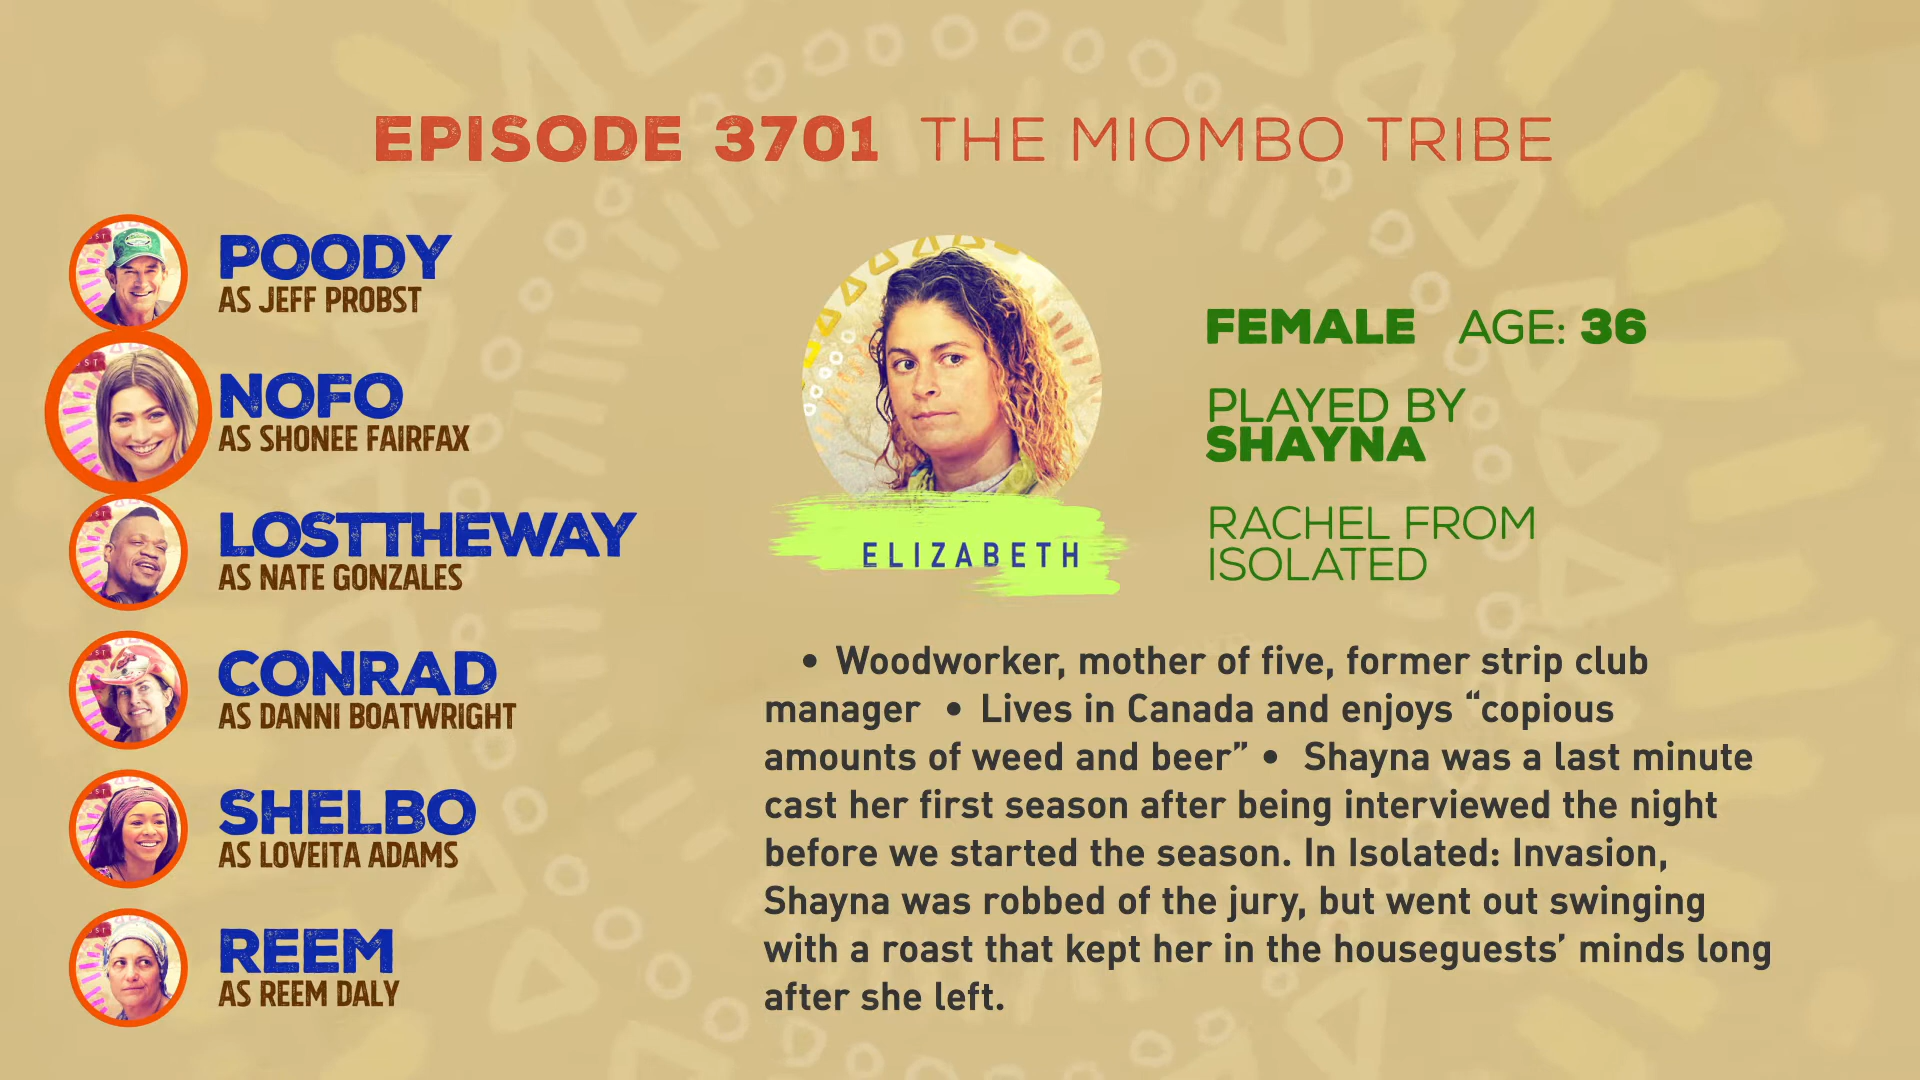 EPISODE 3701 THE MIOMBO TRIBE
POODY
AS JEFF PROBST
NOFO
AS SHONEE FAIRFAX
LOSTTHEWAY
AS NATE GONZALES
CONRAD
AS DANNI BOATWRIGHT
SHELBO
AS LOVEITA ADAMS
REEM
AS REEM DALY
ELIZABETH
FEMALE AGE: 36
PLAYED BY
SHAYNA
RACHEL FROM
ISOLATED
• Woodworker, mother of five, former strip club
manager • Lives in Canada and enjoys “copious
amounts of weed and beer” • Shayna was a last minute
cast her first season after being interviewed the night
before we started the season. In Isolated: Invasion,
Shayna was robbed of the jury, but went out swinging
with a roast that kept her in the houseguests’ minds long
after she left.